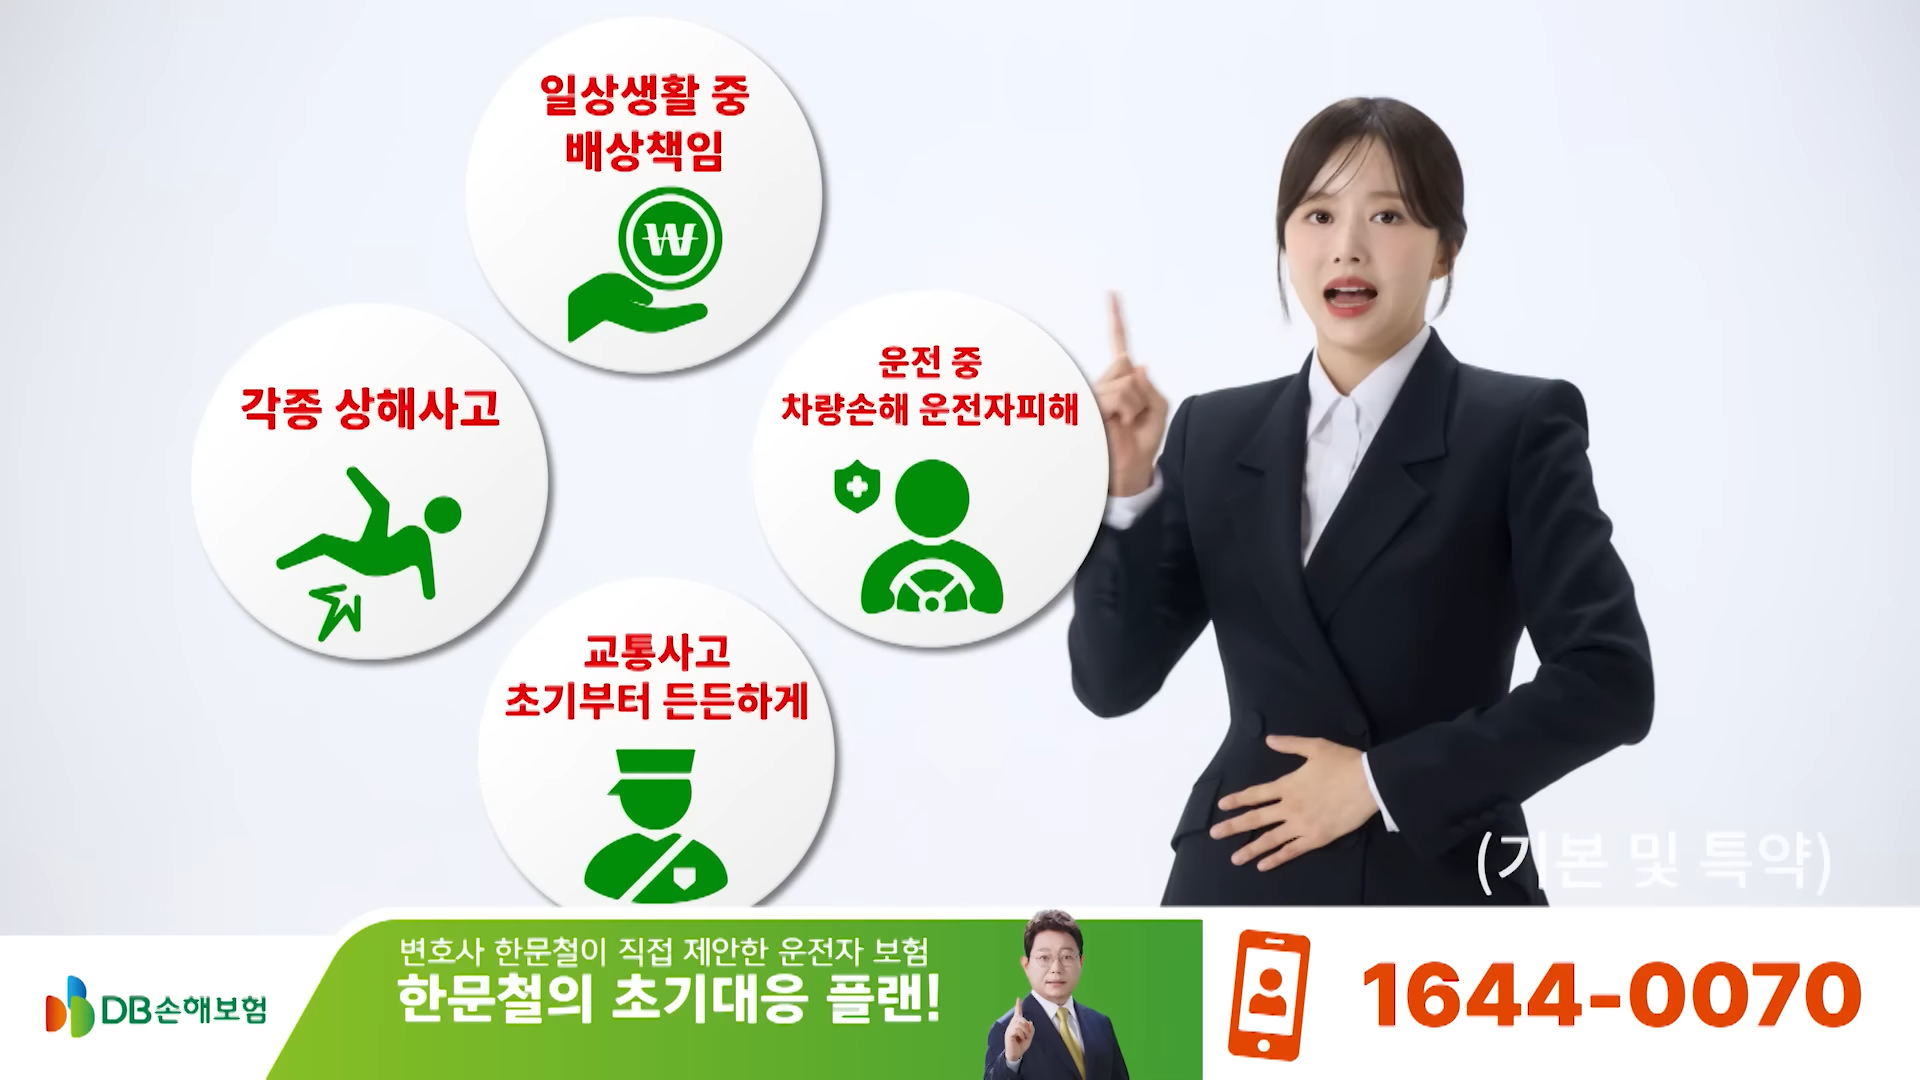 일상생활 중
배상책임
₩
각종 상해사고
운전 중
차량손해 운전자피해
교통사고
초기부터 든든하게
(기본 및 특약)
변호사 한문철이 직접 제안한 운전자 보험
한문철의 초기대응 플랜!
DB손해보험
1644-0070